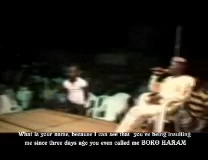 What is your name, because I can see that you've being insulting
me since three days ago you even called me BOKO HARAM